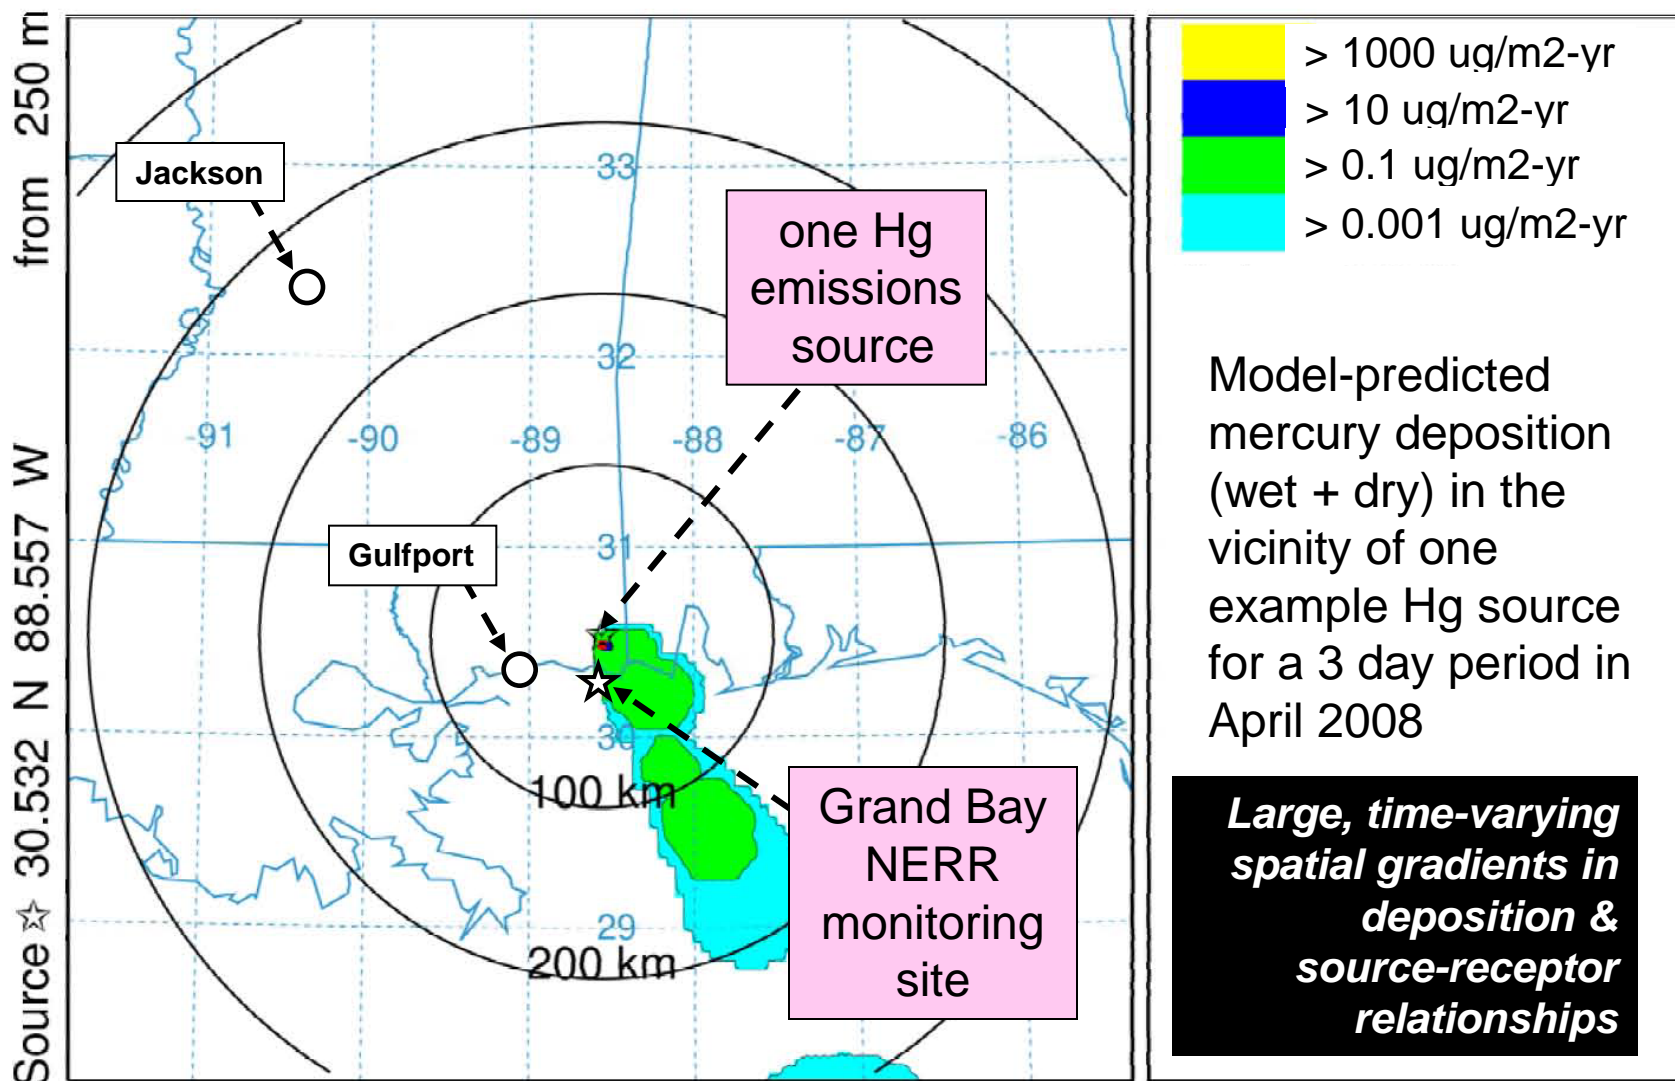 Source ☆ 30.532 N 88.557 W from 250 m
Jackson
33
one Hg
emissions
source
32
-91
-90
-89
-88
-87
-86
Gulfport
31
30
100 km
Grand Bay
NERR
monitoring
site
29
200 km
> 1000 ug/m2-yr
> 10 ug/m2-yr
> 0.1 ug/m2-yr
> 0.001 ug/m2-yr
Model-predicted
mercury deposition
(wet + dry) in the
vicinity of one
example Hg source
for a 3 day period in
April 2008
Large, time-varying
spatial gradients in
deposition &
source-receptor
relationships